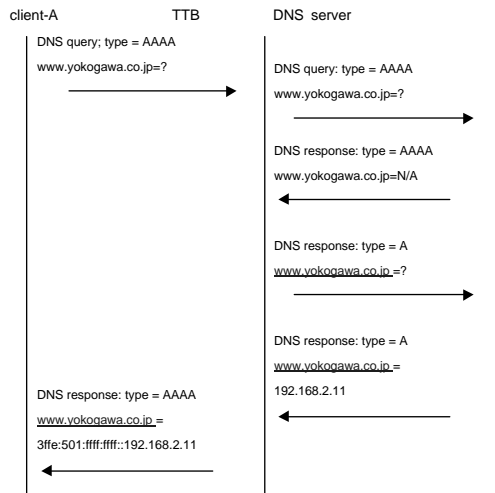 client-A TTB DNS server
DNS query; type = AAAA
www.yokogawa.co.jp=?
DNS query: type = AAAA
www.yokogawa.co.jp=?
DNS response: type = AAAA
www.yokogawa.co.jp=N/A
DNS response: type = A
www.yokogawa.co.jp =?
DNS response: type = A
www.yokogawa.co.jp =
192.168.2.11
DNS response: type = AAAA
www.yokogawa.co.jp =
3ffe:501:ffff:ffff::192.168.2.11